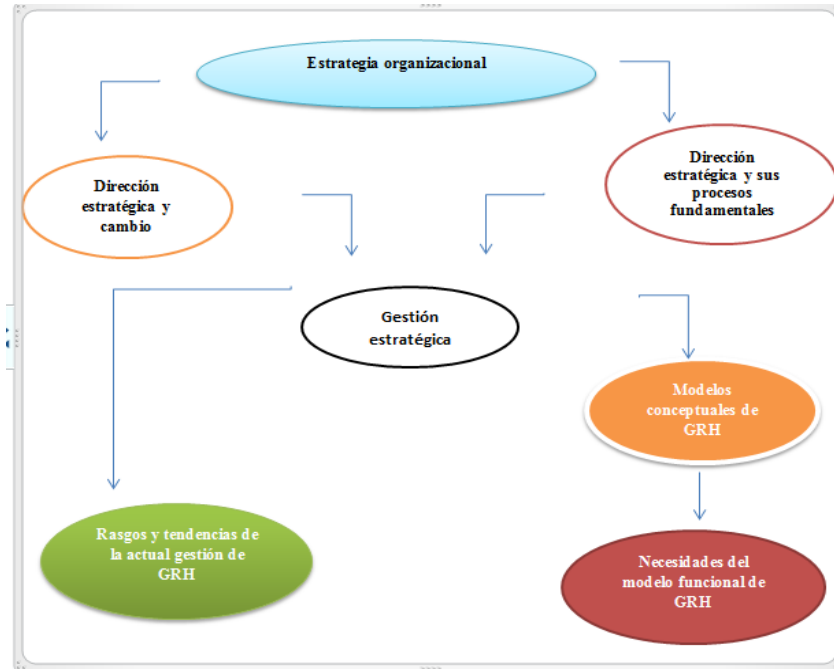 Estrategia organizacional
Dirección
estratégica y
cambio
Dirección
estratégica y sus
procesos
fundamentales
Gestión
estratégica
Modelos
conceptuales de
GRH
Rasgos y tendencias de
la actual gestión de
GRH
Necesidades del
modelo funcional de
GRH